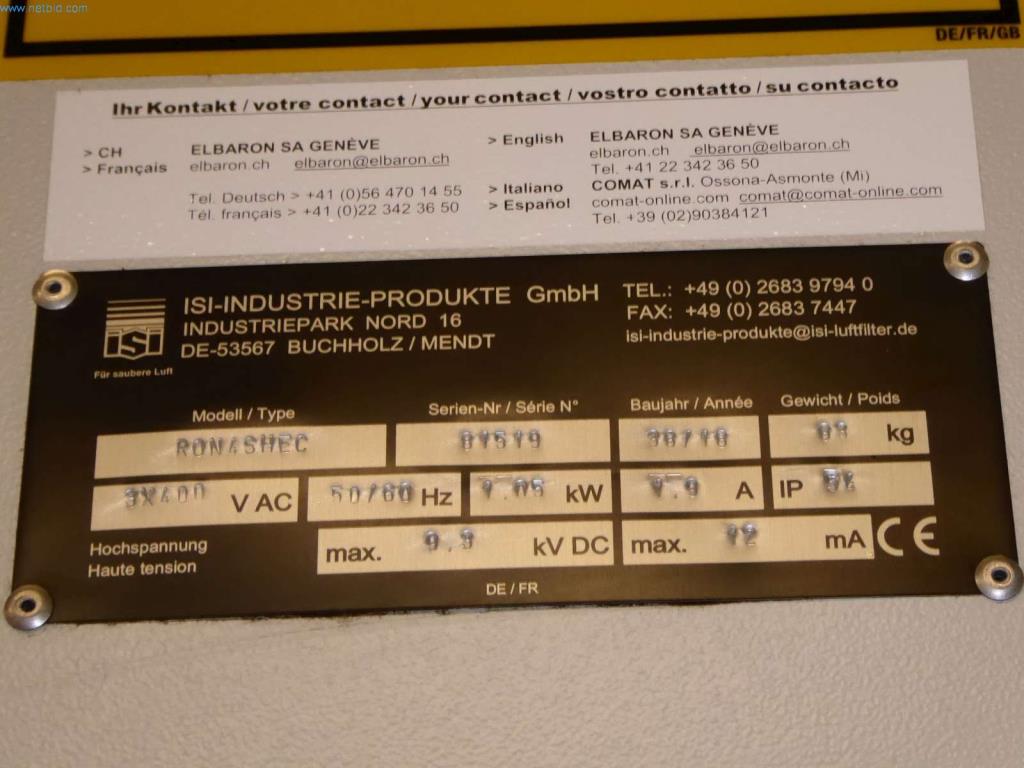 www.netbid.com
DE/FR/GB
Ihr Kontakt / votre contact / your contact / vostro contatto / su contacto
> CH ELBARON SA GENÈVE
> Français elbaron.ch elbaron@elbaron.ch
Tel. Deutsch > +41 (0)56 470 14 55
Tél. français > +41 (0)22 342 36 50
> English ELBARON SA GENÈVE
elbaron.ch elbaron@elbaron.ch
Tel. +41 22 342 36 50
> Italiano COMAT s.r.l. Ossona-Asmonte (Mi)
> Español comat-online.com comat@comat-online.com
Tel. +39 (02)90384121
ISI
Für saubere Luft
ISI-INDUSTRIE-PRODUKTE GmbH
INDUSTRIEPARK NORD 16
DE-53567 BUCHHOLZ / MENDT
TEL.: +49 (0) 2683 9794 0
FAX: +49 (0) 2683 7447
isi-industrie-produkte@isi-luftfilter.de
Modell / Type Serien-Nr / Série N° Baujahr / Année Gewicht / Poids
kg
3X400 V AC 50/60 Hz kW A IP
Hochspannung
Haute tension
max. 9.9 kV DC max. 12 mA CE
DE / FR